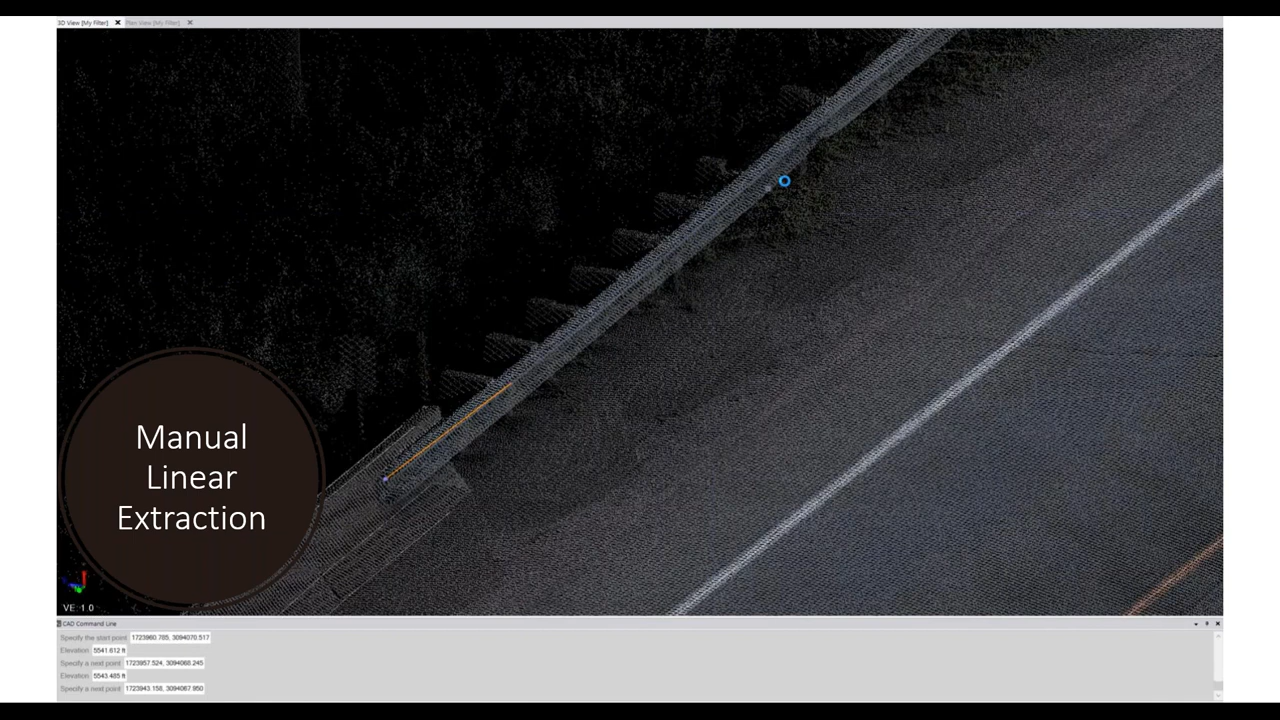 3D View [My Filter]
Plan View [My Filter]
Manual
Linear
Extraction
VE: 1.0
CAD Command Line
Specify the start point 1723960.785, 3094070.517
Elevation 5541.612 ft
Specify a next point 1723957.524, 3094068.245
Elevation 5543.485 ft
Specify a next point 1723943.158, 3094067.950